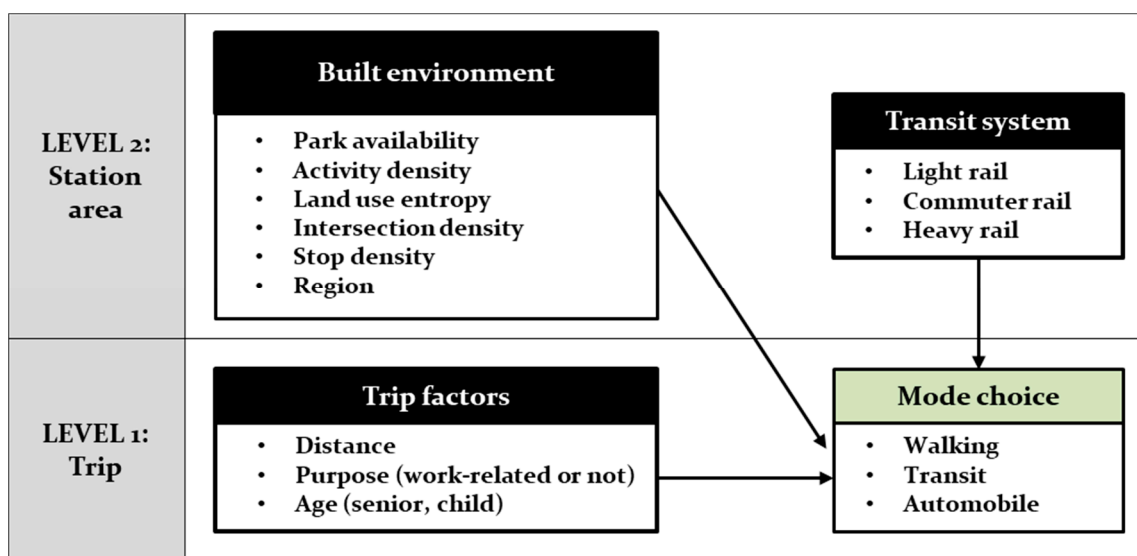 LEVEL 2:
Station
area
Built environment
• Park availability
• Activity density
• Land use entropy
• Intersection density
• Stop density
• Region
Transit system
• Light rail
• Commuter rail
• Heavy rail
LEVEL 1:
Trip
Trip factors
• Distance
• Purpose (work-related or not)
• Age (senior, child)
Mode choice
• Walking
• Transit
• Automobile